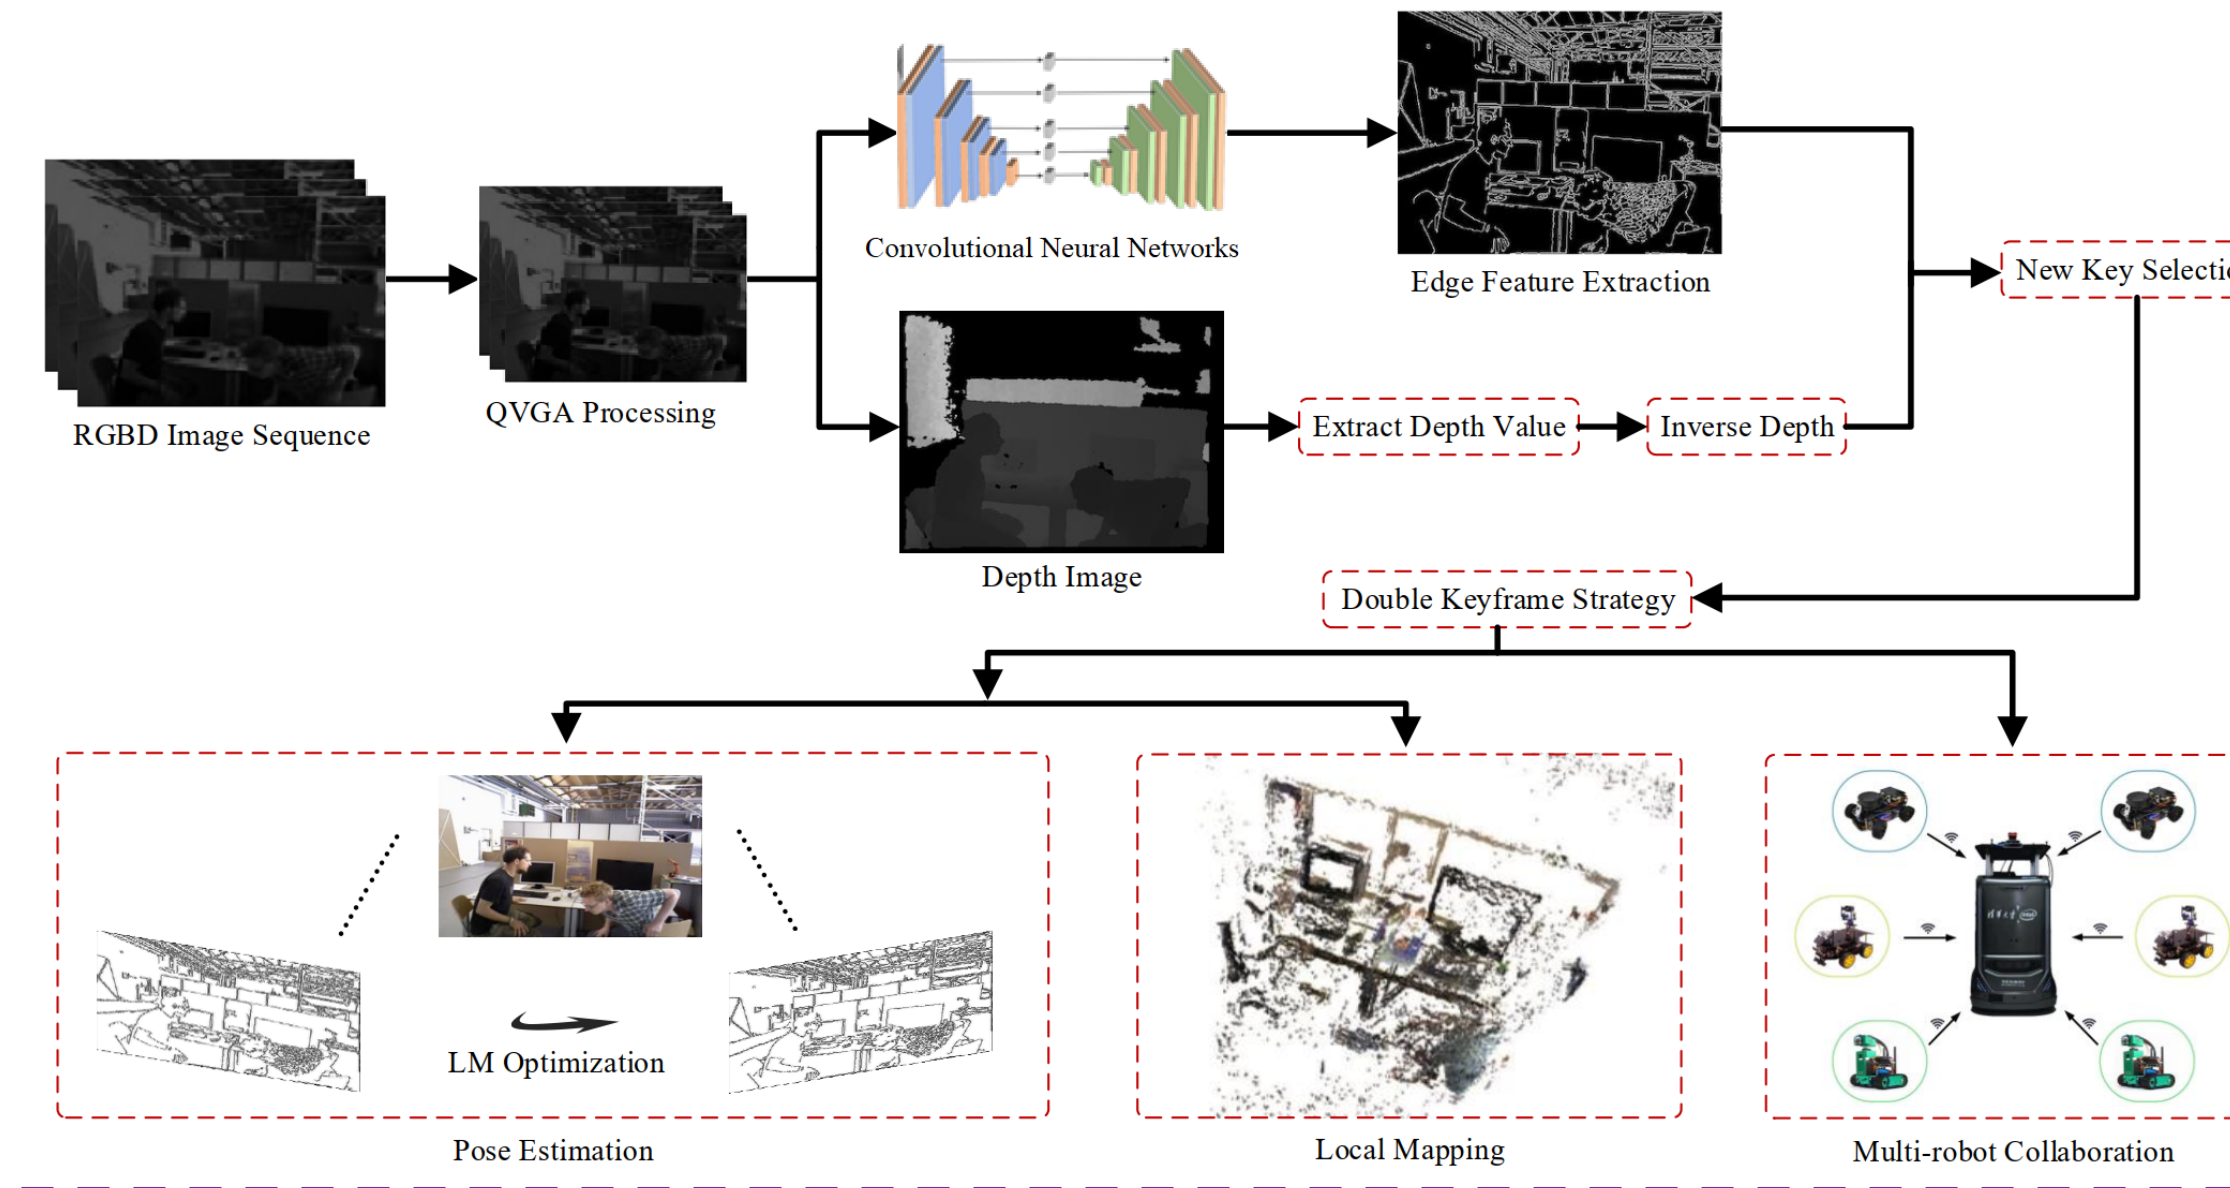 Convolutional Neural Networks
Edge Feature Extraction
New Key Selectio
RGBD Image Sequence
QVGA Processing
Extract Depth Value
Inverse Depth
Depth Image
Double Keyframe Strategy
LM Optimization
Pose Estimation
Local Mapping
Multi-robot Collaboration